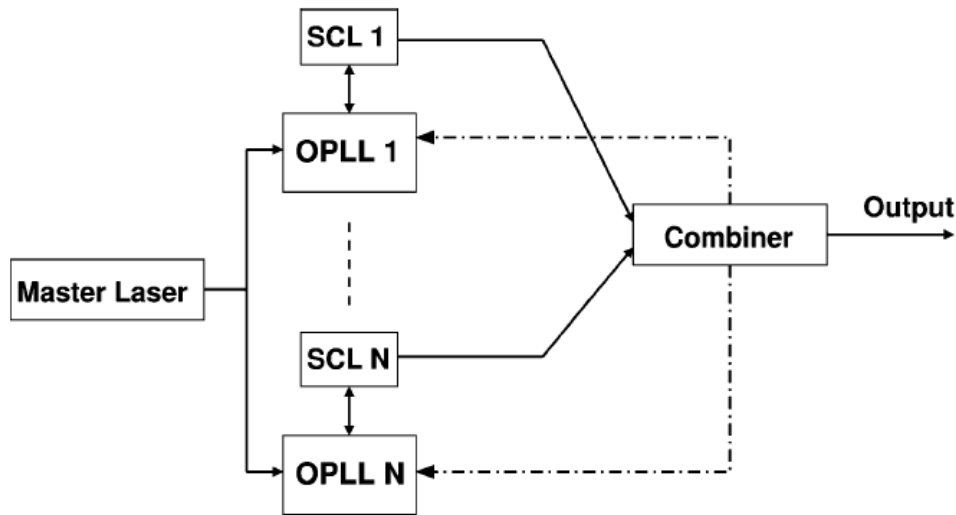 SCL 1
OPLL 1
Output
Combiner
Master Laser
SCL N
OPLL N